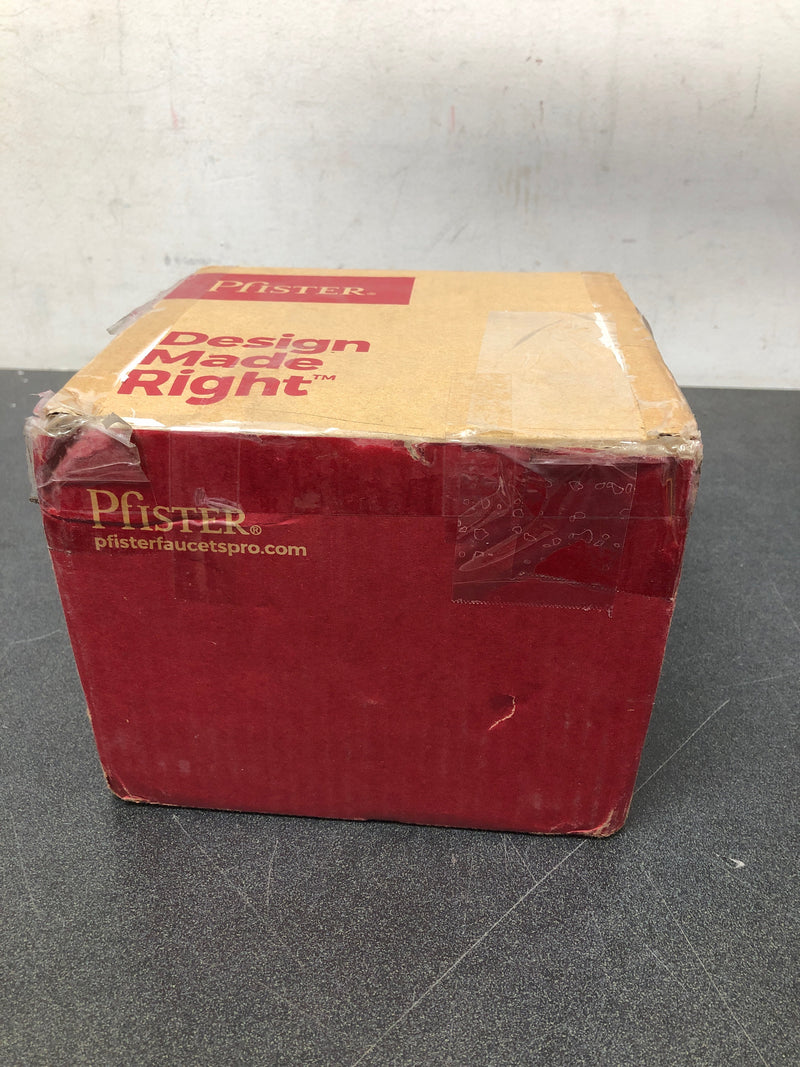 Pfister®
Design
Made
Right™
Pfister®
pfisterfaucetspro.com